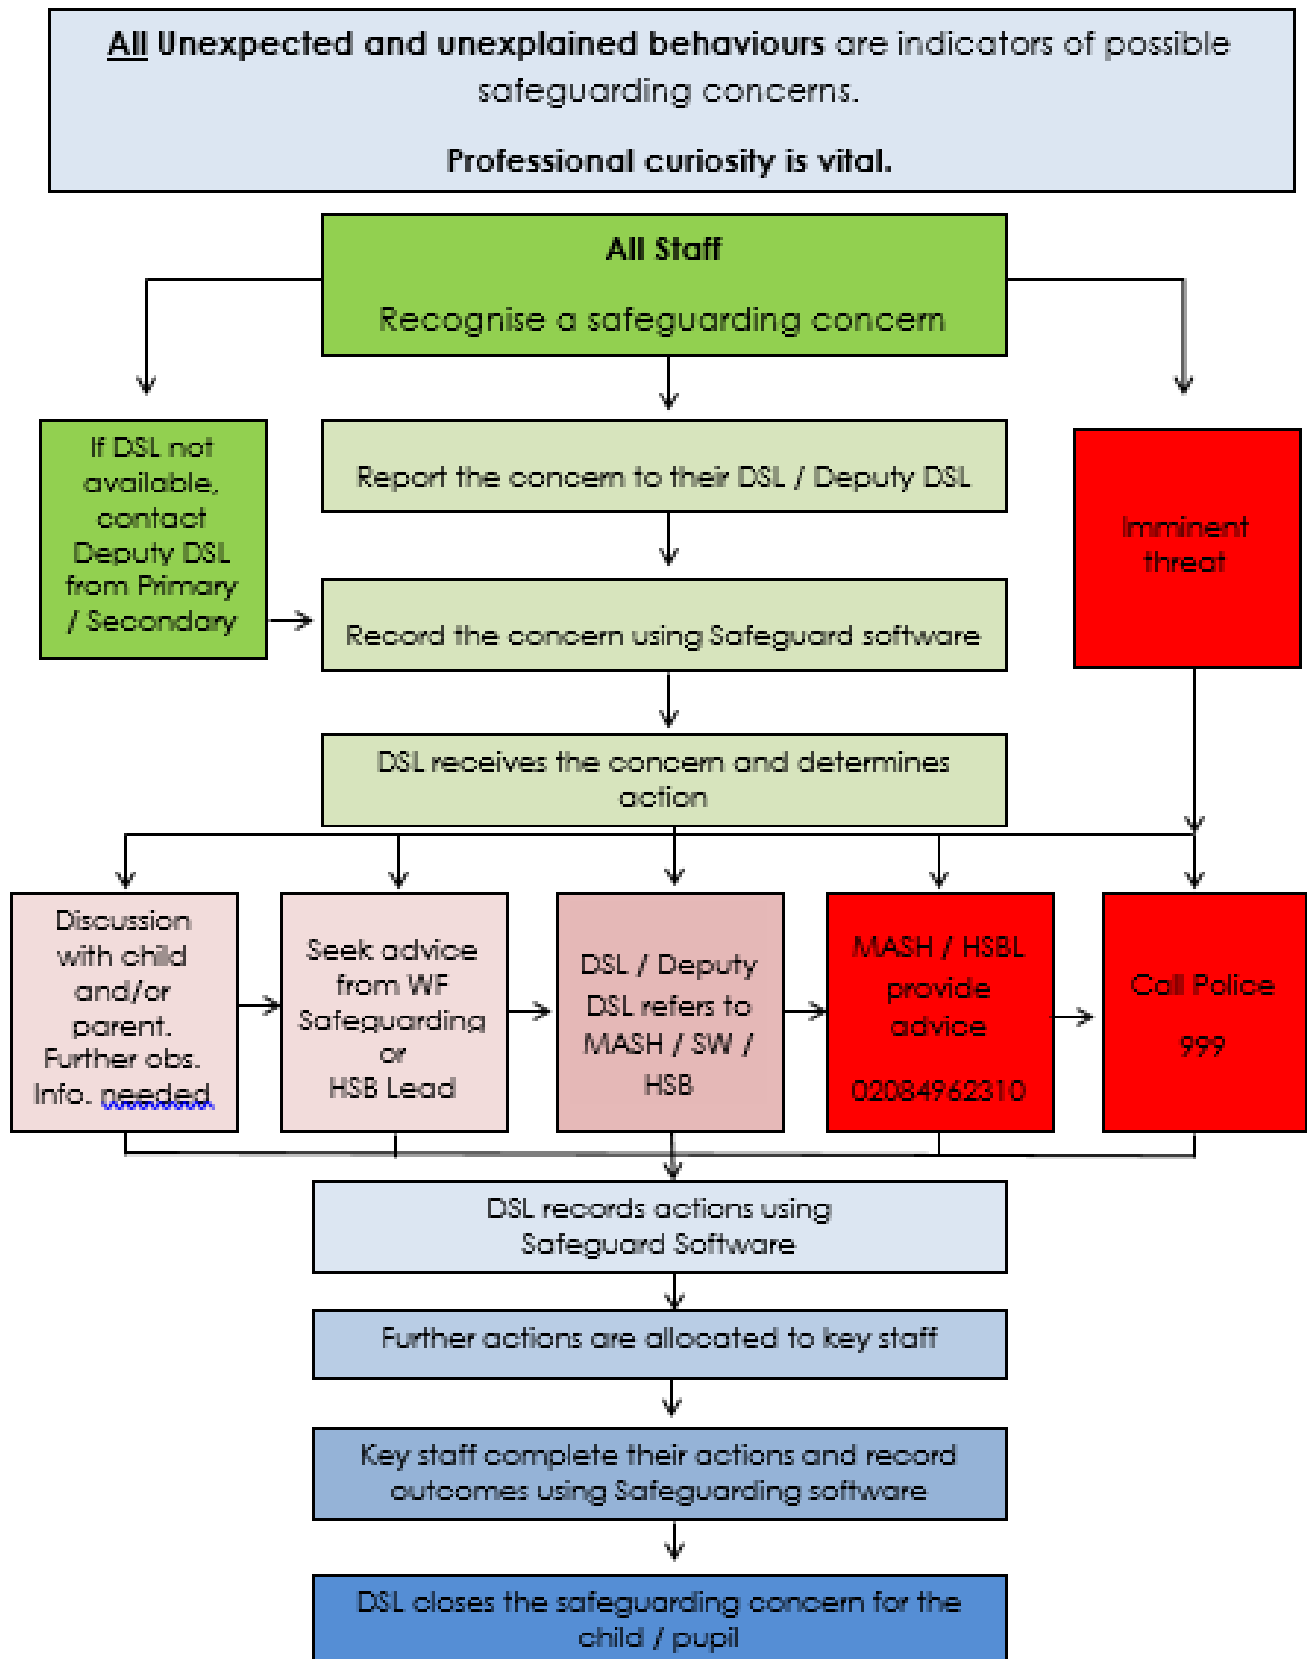 All Unexpected and unexplained behaviours are indicators of possible
safeguarding concerns.
Professional curiosity is vital.
All Staff
Recognise a safeguarding concern
If DSL not
available,
contact
Deputy DSL
from Primary
/ Secondary
Report the concern to their DSL / Deputy DSL
Imminent
threat
Record the concern using Safeguard software
DSL receives the concern and determines
action
Discussion
with child
and/or
parent.
Further obs.
Info. needed
Seek advice
from WF
Safeguarding
or
HSB Lead
DSL / Deputy
DSL refers to
MASH / SW /
HSB
MASH / HSBL
provide
advice
02084962310
Call Police
999
DSL records actions using
Safeguard Software
Further actions are allocated to key staff
Key staff complete their actions and record
outcomes using Safeguarding software
DSL closes the safeguarding concern for the
child / pupil